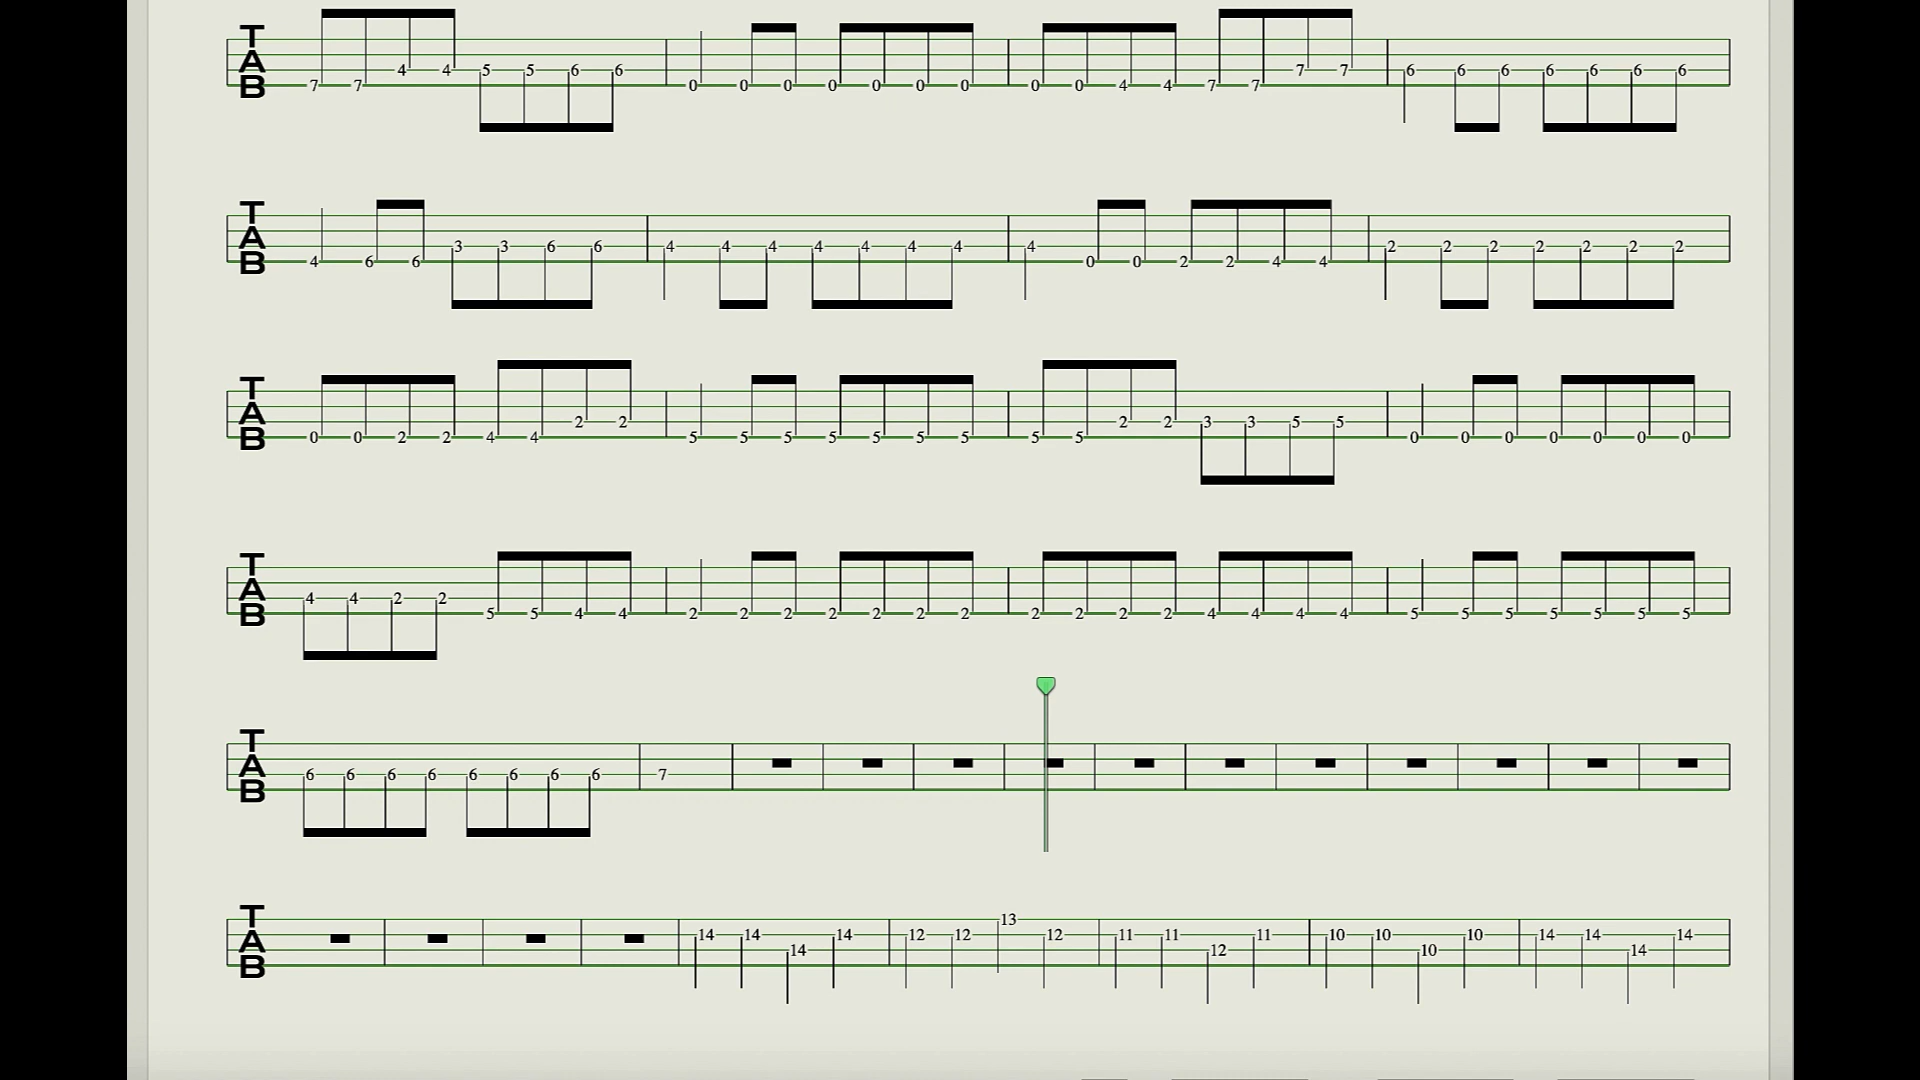 TAB 7 7 4 4 5 5 6 6 0 0 0 0 0 0 0 0 0 4 4 7 7 7 7 6 6 6 6 6 6 6
TAB 4 6 6 3 3 6 6 4 4 4 4 4 4 4 4 0 0 2 2 4 4 2 2 2 2 2 2 2
TAB 0 0 2 2 4 4 2 2 5 5 5 5 5 5 5 5 5 2 2 3 3 5 5 0 0 0 0 0 0 0
TAB 4 4 2 2 5 5 4 4 2 2 2 2 2 2 2 2 2 2 2 4 4 4 4 5 5 5 5 5 5 5
TAB 6 6 6 6 6 6 6 6 7
TAB 14 14 14 14 12 12 13 12 11 11 12 11 10 10 10 10 14 14 14 14